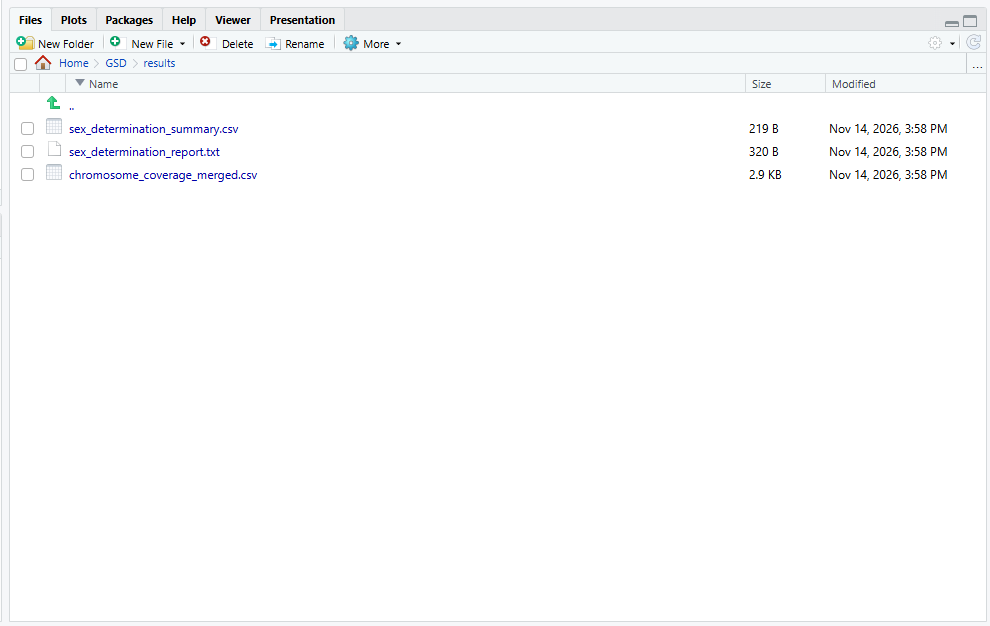 Files Plots Packages Help Viewer Presentation
New Folder New File Delete Rename More
Home GSD results ...
Name Size Modified
..
sex_determination_summary.csv 219 B Nov 14, 2026, 3:58 PM
sex_determination_report.txt 320 B Nov 14, 2026, 3:58 PM
chromosome_coverage_merged.csv 2.9 KB Nov 14, 2026, 3:58 PM